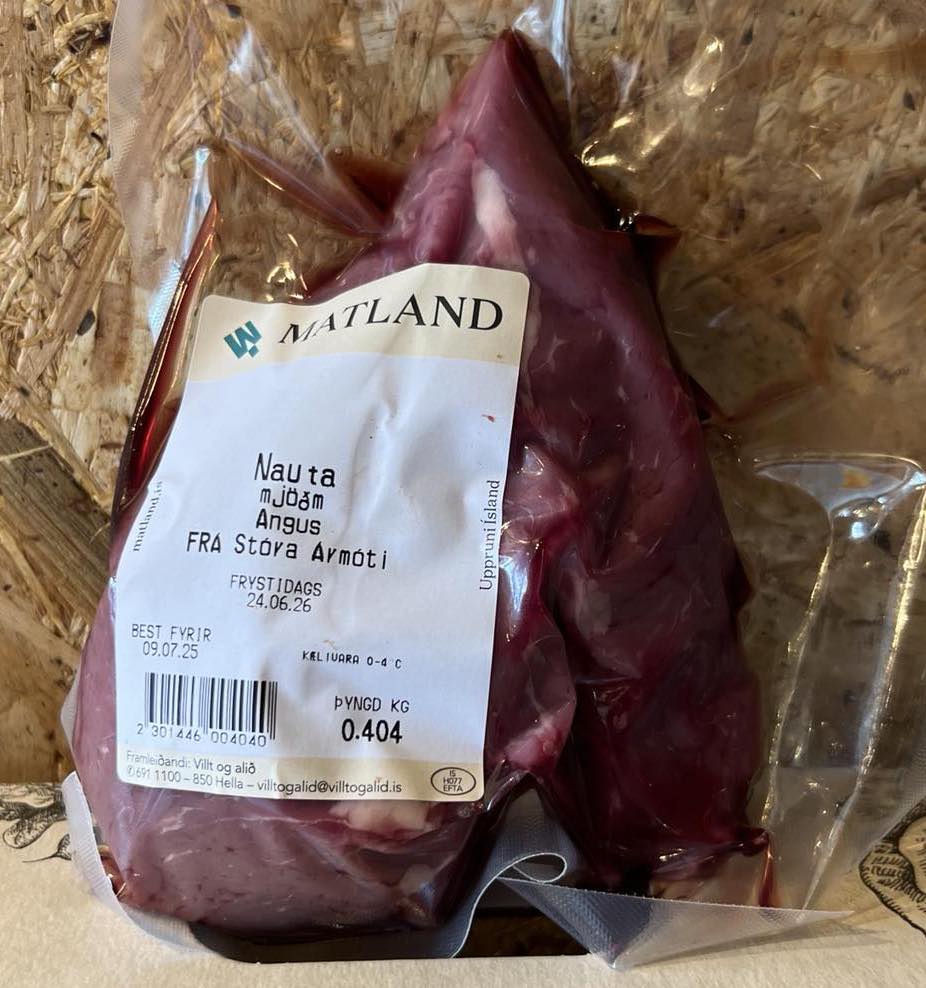 MATLAND
Nauta
mjöðm
Angus
FRÁ Stóra Ármóti
matland.is
Uppruni Ísland
FRYSTIDAGS
24.06.26
BEST FYRIR
09.07.25
KÆLIVARA 0-4°C
ÞYNGD KG
0.404
2 301446 004040
Framleiðandi: Villt og alið
✆691 1100 – 850 Hella – villtogalid@villtogalid.is
IS
H077
EFTA